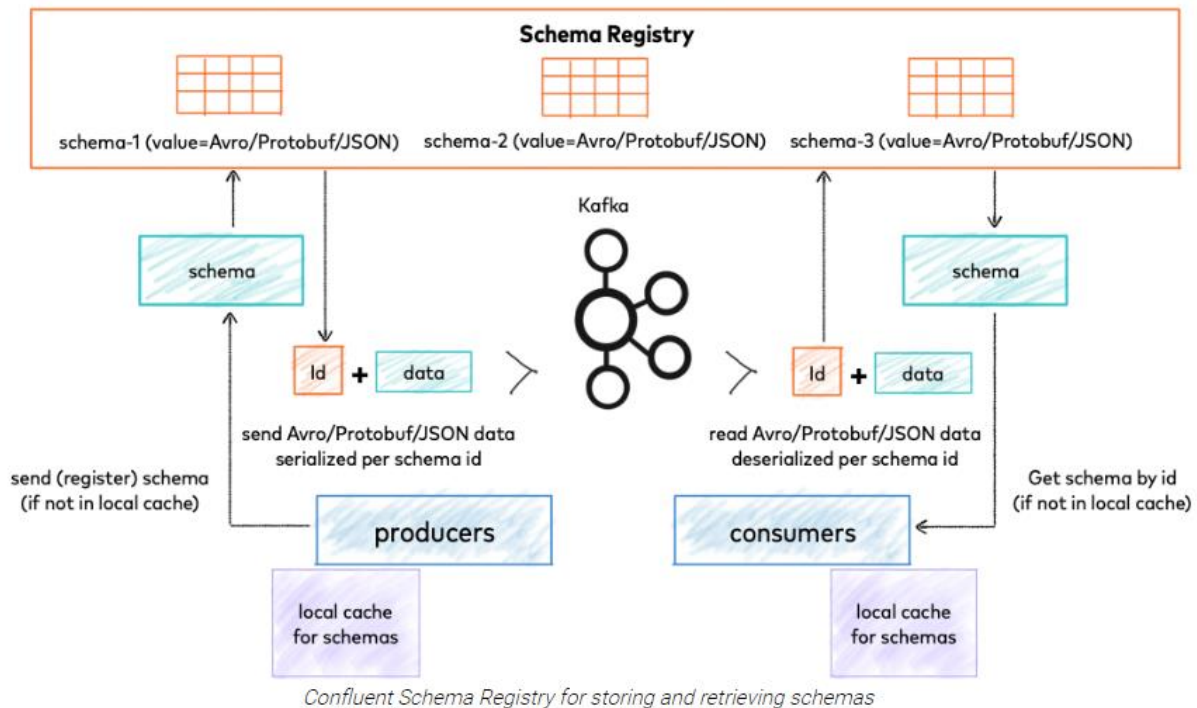 Schema Registry
schema-1 (value=Avro/Protobuf/JSON)
schema-2 (value=Avro/Protobuf/JSON)
schema-3 (value=Avro/Protobuf/JSON)
Kafka
schema
schema
Id + data
Id + data
send Avro/Protobuf/JSON data
serialized per schema id
read Avro/Protobuf/JSON data
deserialized per schema id
send (register) schema
(if not in local cache)
Get schema by id
(if not in local cache)
producers
consumers
local cache
for schemas
local cache
for schemas
Confluent Schema Registry for storing and retrieving schemas